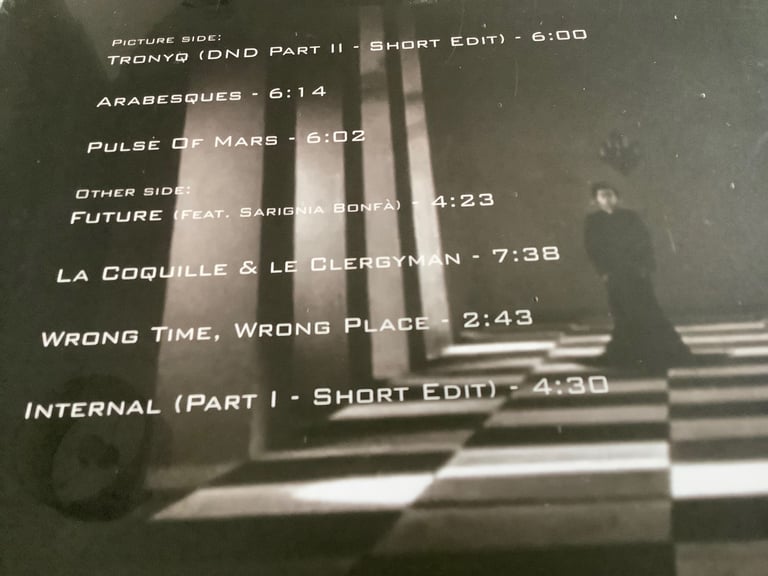 Picture side:
Tronyq (DND Part II - Short Edit) - 6:00
Arabesques - 6:14
Pulse Of Mars - 6:02
Other side:
Future (feat. Sarignia Bonfà) - 4:23
La Coquille & le Clergyman - 7:38
Wrong Time, Wrong Place - 2:43
Internal (Part I - Short Edit) - 4:30